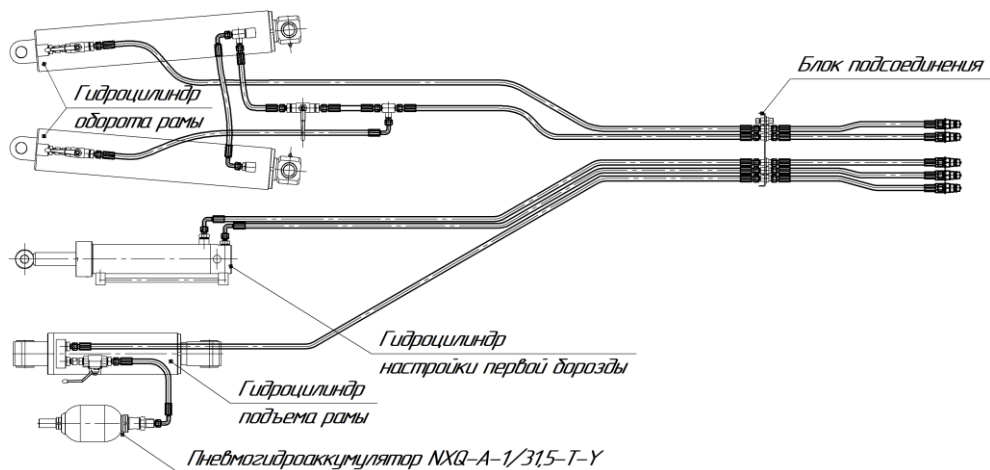 Блок подсоединения
Гидроцилиндр
оборота рамы
Гидроцилиндр
настройки первой борозды
Гидроцилиндр
подъема рамы
Пневмогидроаккумулятор NXQ-A-1/31,5-T-Y